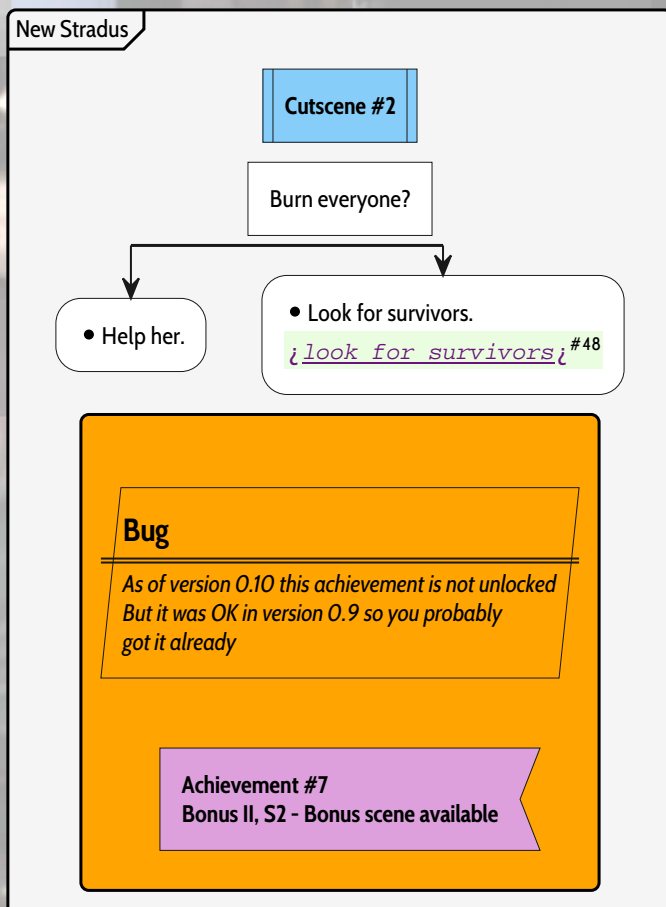 New Stradus
Cutscene #2
Burn everyone?
• Help her.
• Look for survivors.
¿look for survivors¿#48
Bug
As of version 0.10 this achievement is not unlocked
But it was OK in version 0.9 so you probably
got it already
Achievement #7
Bonus II, S2 - Bonus scene available